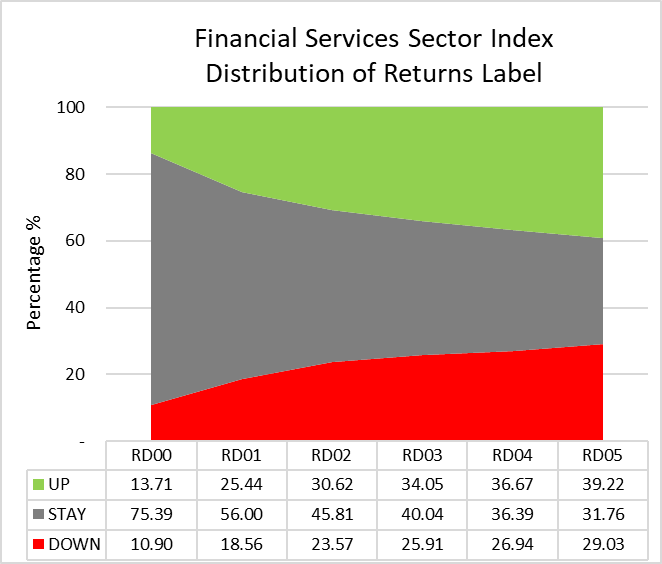 Financial Services Sector Index
Distribution of Returns Label
Percentage %
100
80
60
40
20
-
RD00 RD01 RD02 RD03 RD04 RD05
UP 13.71 25.44 30.62 34.05 36.67 39.22
STAY 75.39 56.00 45.81 40.04 36.39 31.76
DOWN 10.90 18.56 23.57 25.91 26.94 29.03